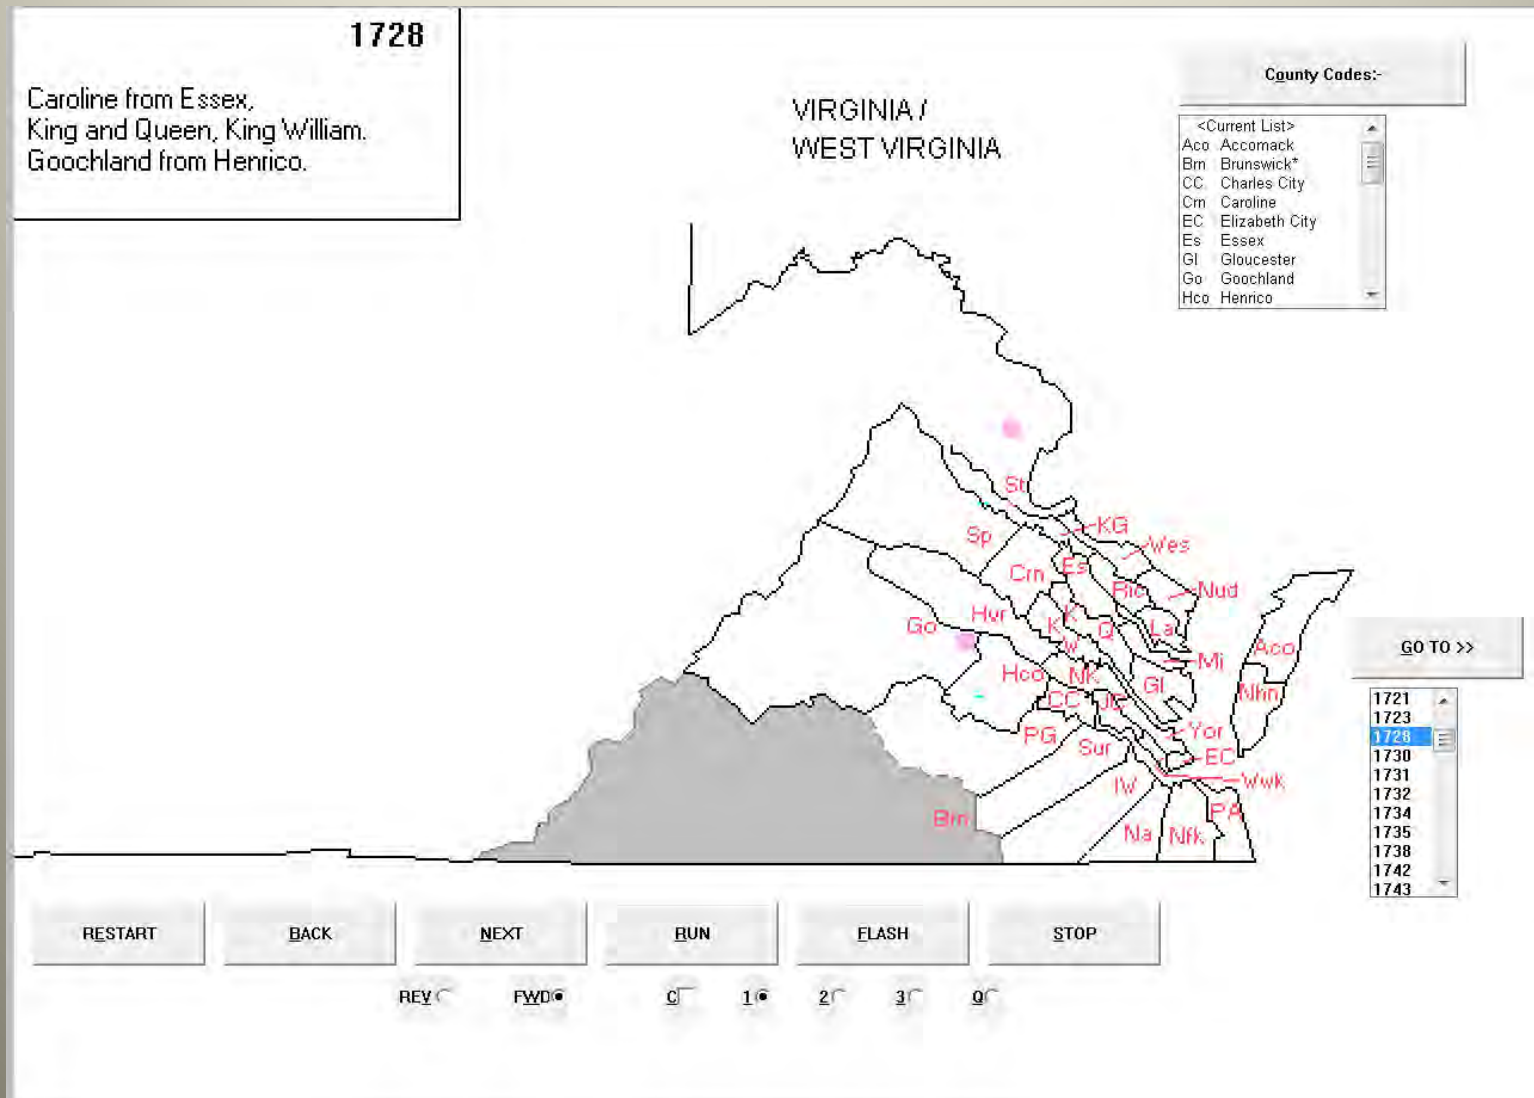 1728
Caroline from Essex,
King and Queen, King William.
Goochland from Henrico.
VIRGINIA /
WEST VIRGINIA
County Codes:-
<Current List>
Aco Accomack
Brn Brunswick*
CC Charles City
Crn Caroline
EC Elizabeth City
Es Essex
Gl Gloucester
Go Goochland
Hco Henrico
St
KG
Sp
Wes
Crn
Es
Ric
Nud
Hvr
K
Q
La
Go
K
W
Aco
Mi
Hco
NK
Gl
Nhn
CC
JC
PG
Sur
Yor
EC
IW
Wwk
Brn
PA
Na
Nfk
GO TO >>
1721
1723
1728
1730
1731
1732
1734
1735
1738
1742
1743
RESTART
BACK
NEXT
RUN
FLASH
STOP
REV
FWD
C
1
2
3
Q